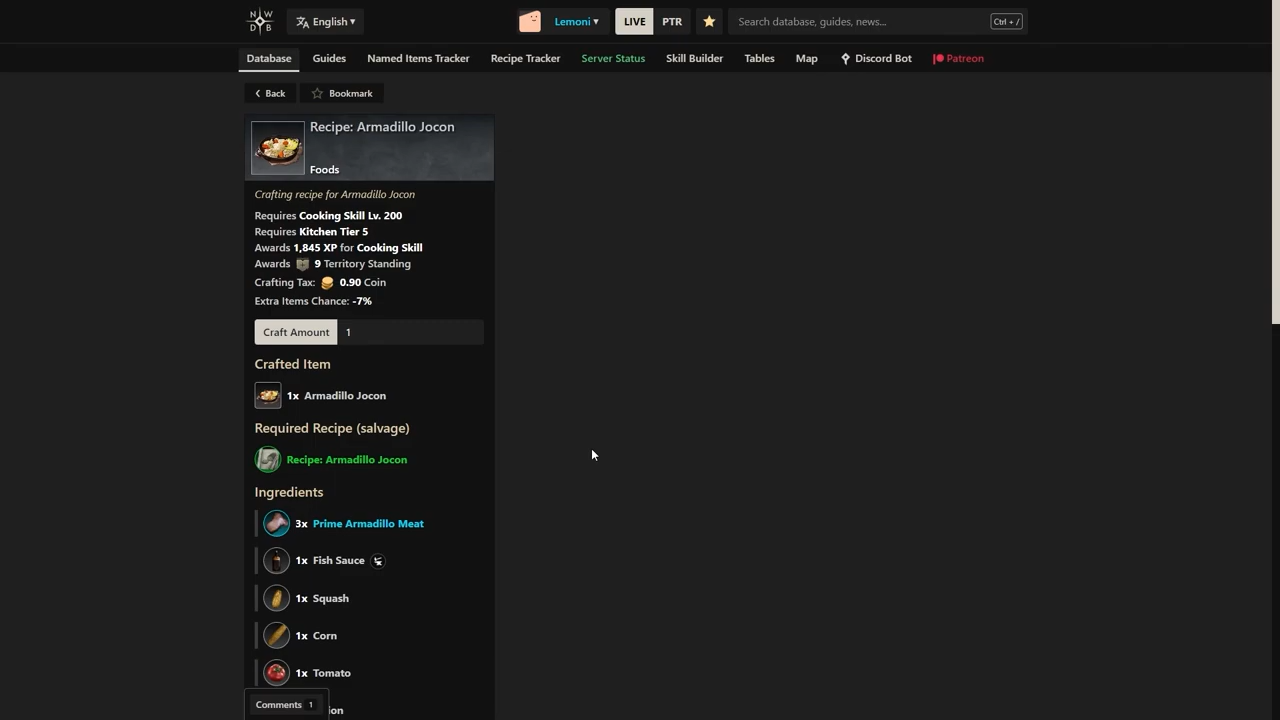 NW
DB
English
Lemoni
LIVE
PTR
Search database, guides, news...
Ctrl + /
Database
Guides
Named Items Tracker
Recipe Tracker
Server Status
Skill Builder
Tables
Map
Discord Bot
Patreon
Back
Bookmark
Recipe: Armadillo Jocon
Foods
Crafting recipe for Armadillo Jocon
Requires Cooking Skill Lv. 200
Requires Kitchen Tier 5
Awards 1,845 XP for Cooking Skill
Awards 9 Territory Standing
Crafting Tax: 0.90 Coin
Extra Items Chance: -7%
Craft Amount 1
Crafted Item
1x Armadillo Jocon
Required Recipe (salvage)
Recipe: Armadillo Jocon
Ingredients
3x Prime Armadillo Meat
1x Fish Sauce
1x Squash
1x Corn
1x Tomato
Comments 1